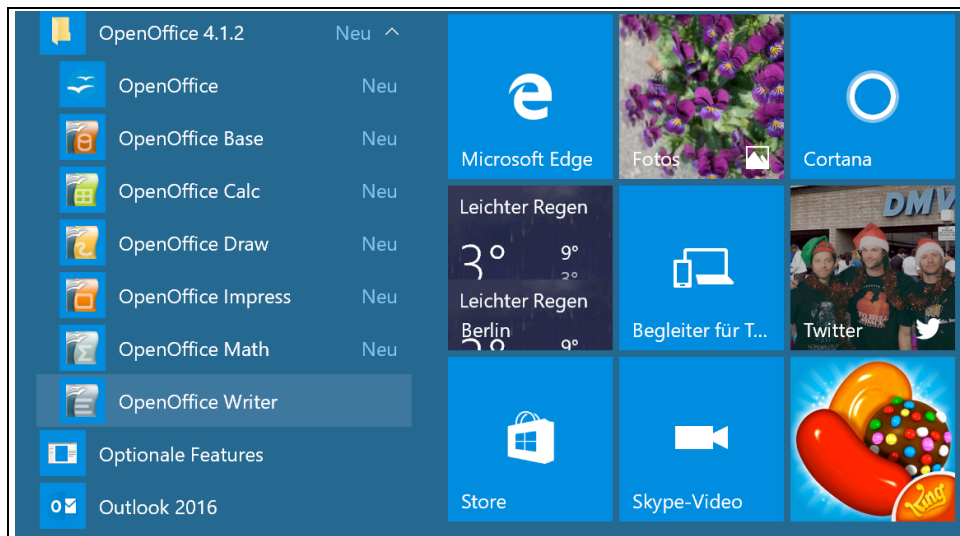 OpenOffice 4.1.2 Neu
OpenOffice Neu
OpenOffice Base Neu
OpenOffice Calc Neu
OpenOffice Draw Neu
OpenOffice Impress Neu
OpenOffice Math Neu
OpenOffice Writer
Optionale Features
Outlook 2016
Microsoft Edge
Fotos
Cortana
Leichter Regen
3° 9°
3°
Leichter Regen
Berlin
9°
Begleiter für T...
DMV
Twitter
Store
Skype-Video
King